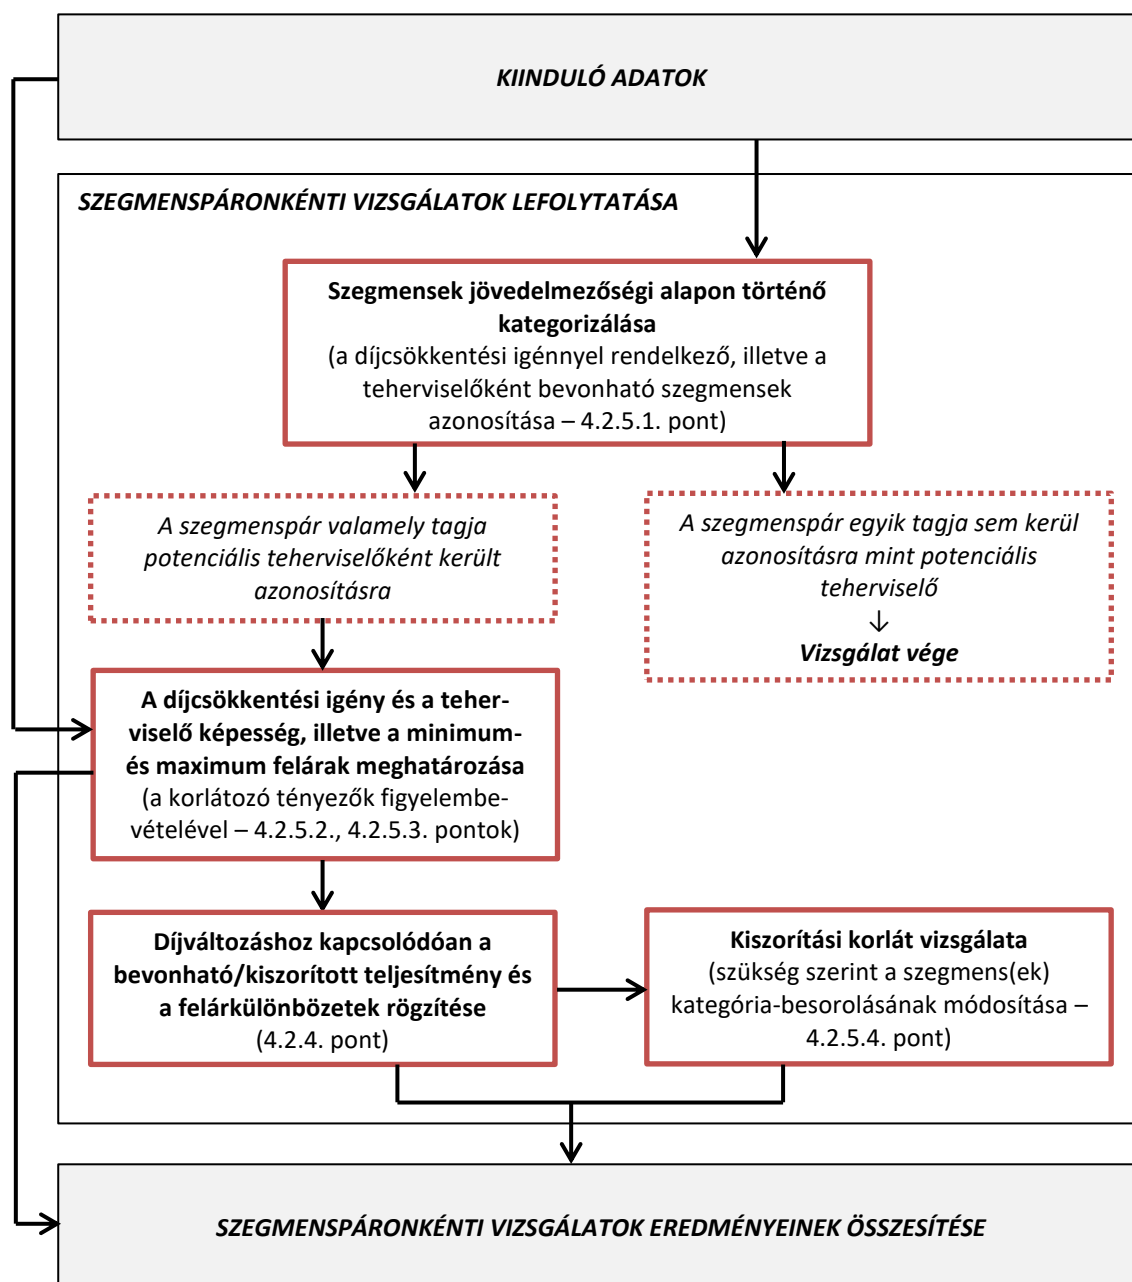 KIINDULÓ ADATOK
SZEGMENSPÁRONKÉNTI VIZSGÁLATOK LEFOLYTATÁSA
Szegmensek jövedelmezőségi alapon történő
kategorizálása
(a díjcsökkentési igénnyel rendelkező, illetve a
teherviselőként bevonható szegmensek
azonosítása – 4.2.5.1. pont)
A szegmenspár valamely tagja
potenciális teherviselőként került
azonosításra
A szegmenspár egyik tagja sem kerül
azonosításra mint potenciális
teherviselő
↓
Vizsgálat vége
A díjcsökkentési igény és a teher-
viselő képesség, illetve a minimum-
és maximum felárak meghatározása
(a korlátozó tényezők figyelembe-
vételével – 4.2.5.2., 4.2.5.3. pontok)
Díjváltozáshoz kapcsolódóan a
bevonható/kiszorított teljesítmény és
a felárkülönbözetek rögzítése
(4.2.4. pont)
Kiszorítási korlát vizsgálata
(szükség szerint a szegmens(ek)
kategória-besorolásának módosítása –
4.2.5.4. pont)
SZEGMENSPÁRONKÉNTI VIZSGÁLATOK EREDMÉNYEINEK ÖSSZESÍTÉSE